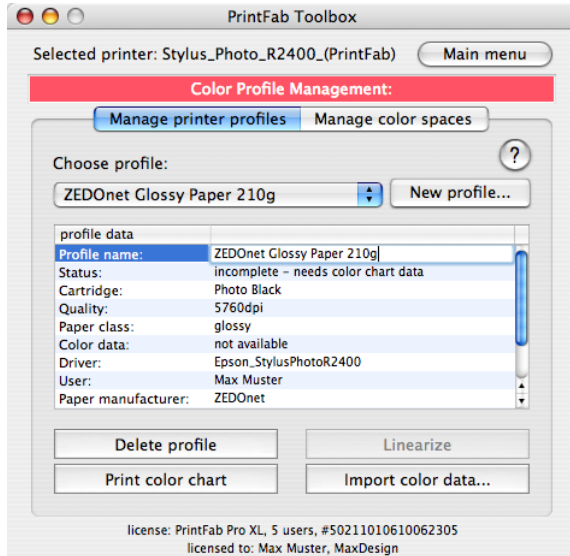 PrintFab Toolbox
Selected printer: Stylus_Photo_R2400_(PrintFab) Main menu
Color Profile Management:
Manage printer profiles Manage color spaces
Choose profile: ?
ZEDOnet Glossy Paper 210g New profile...
profile data
Profile name: ZEDOnet Glossy Paper 210g
Status: incomplete – needs color chart data
Cartridge: Photo Black
Quality: 5760dpi
Paper class: glossy
Color data: not available
Driver: Epson_StylusPhotoR2400
User: Max Muster
Paper manufacturer: ZEDOnet
Delete profile Linearize
Print color chart Import color data...
license: PrintFab Pro XL, 5 users, #50211010610062305
licensed to: Max Muster, MaxDesign